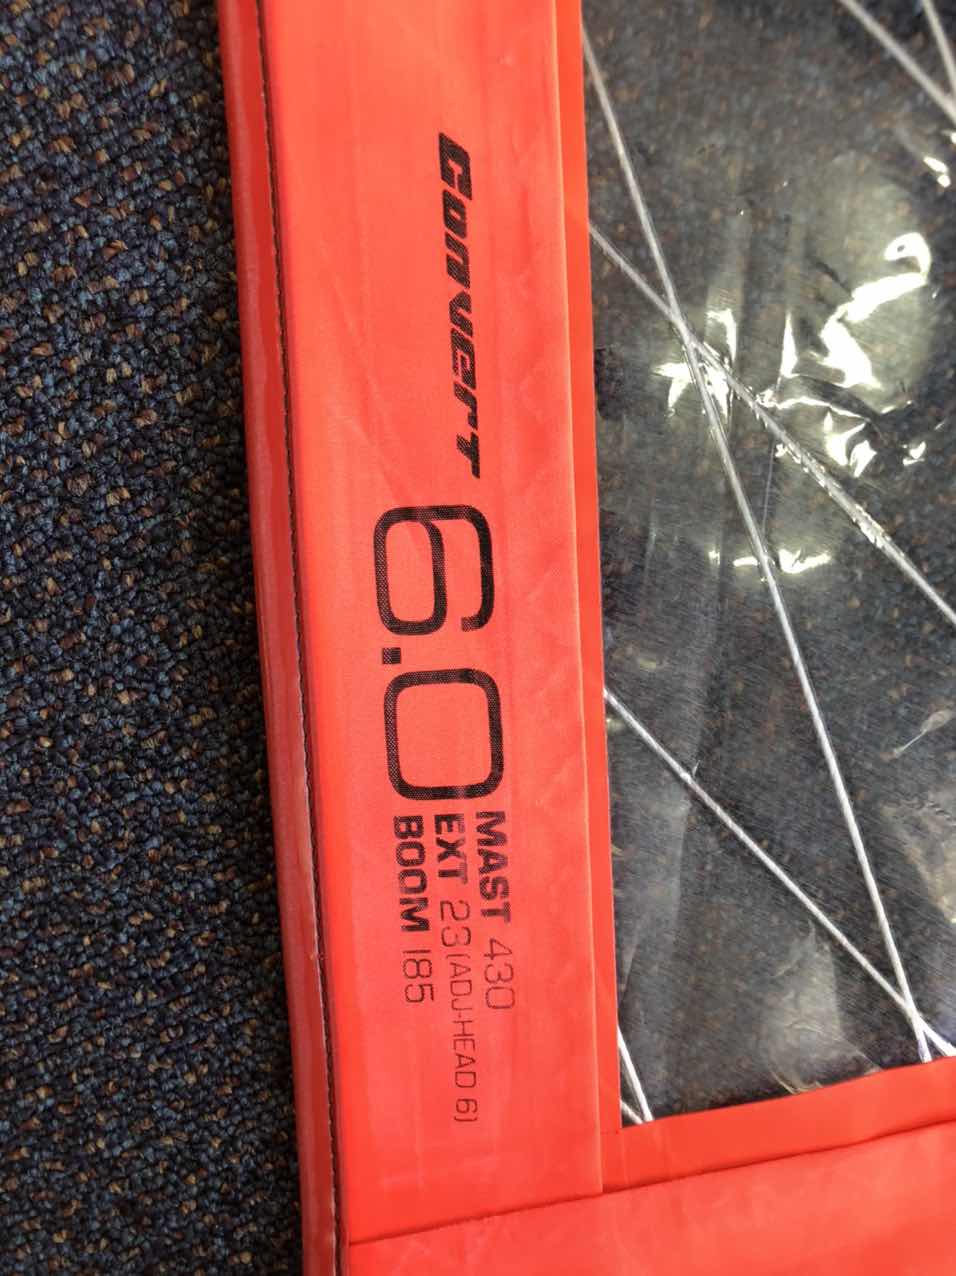 Convert
6.0
MAST 430
EXT 23 (ADJ-HEAD 6)
BOOM 185